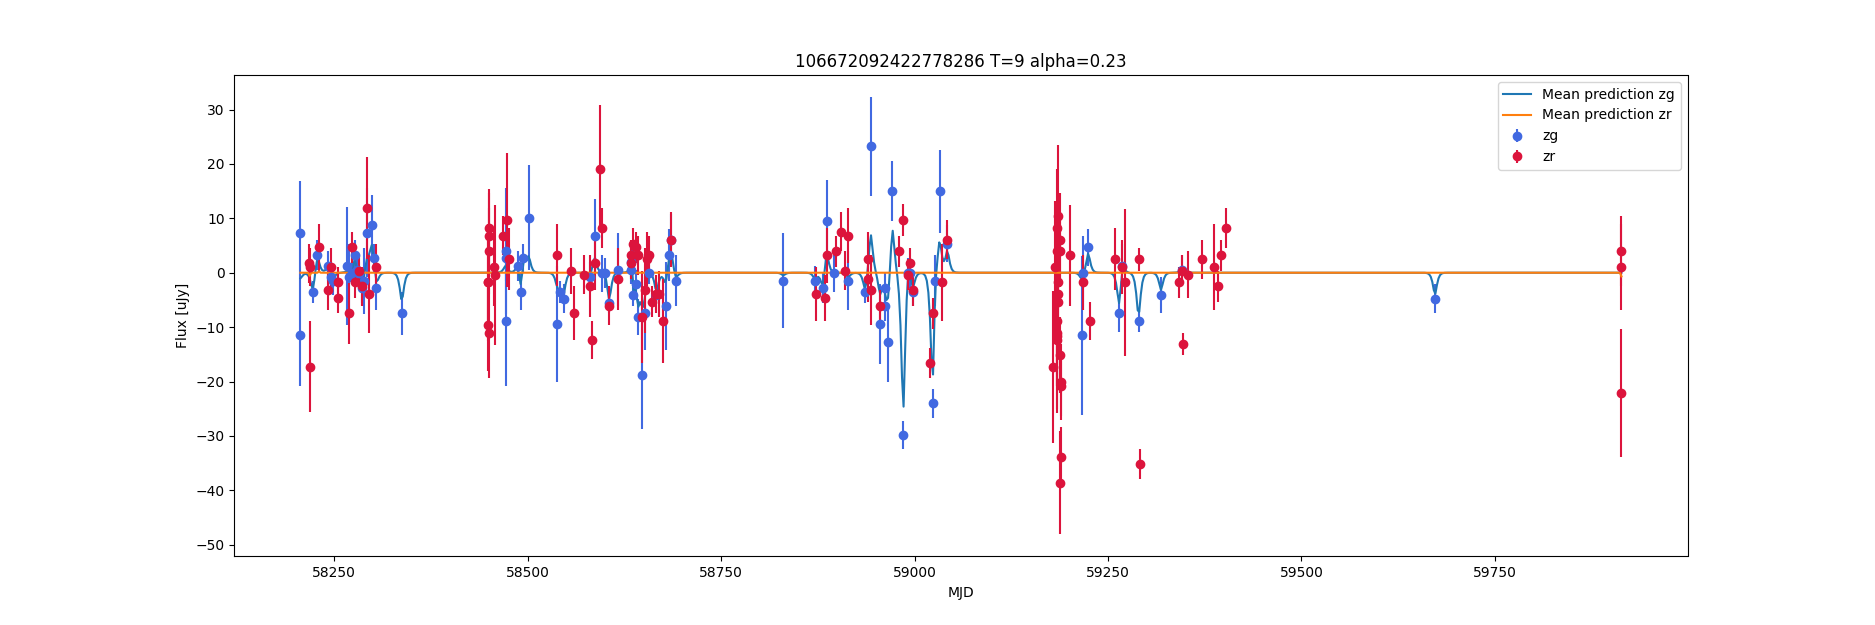 106672092422778286 T=9 alpha=0.23
Mean prediction zg
Mean prediction zr
zg
zr
Flux [uJy]
30
20
10
0
−10
−20
−30
−40
−50
58250 58500 58750 59000 59250 59500 59750
MJD